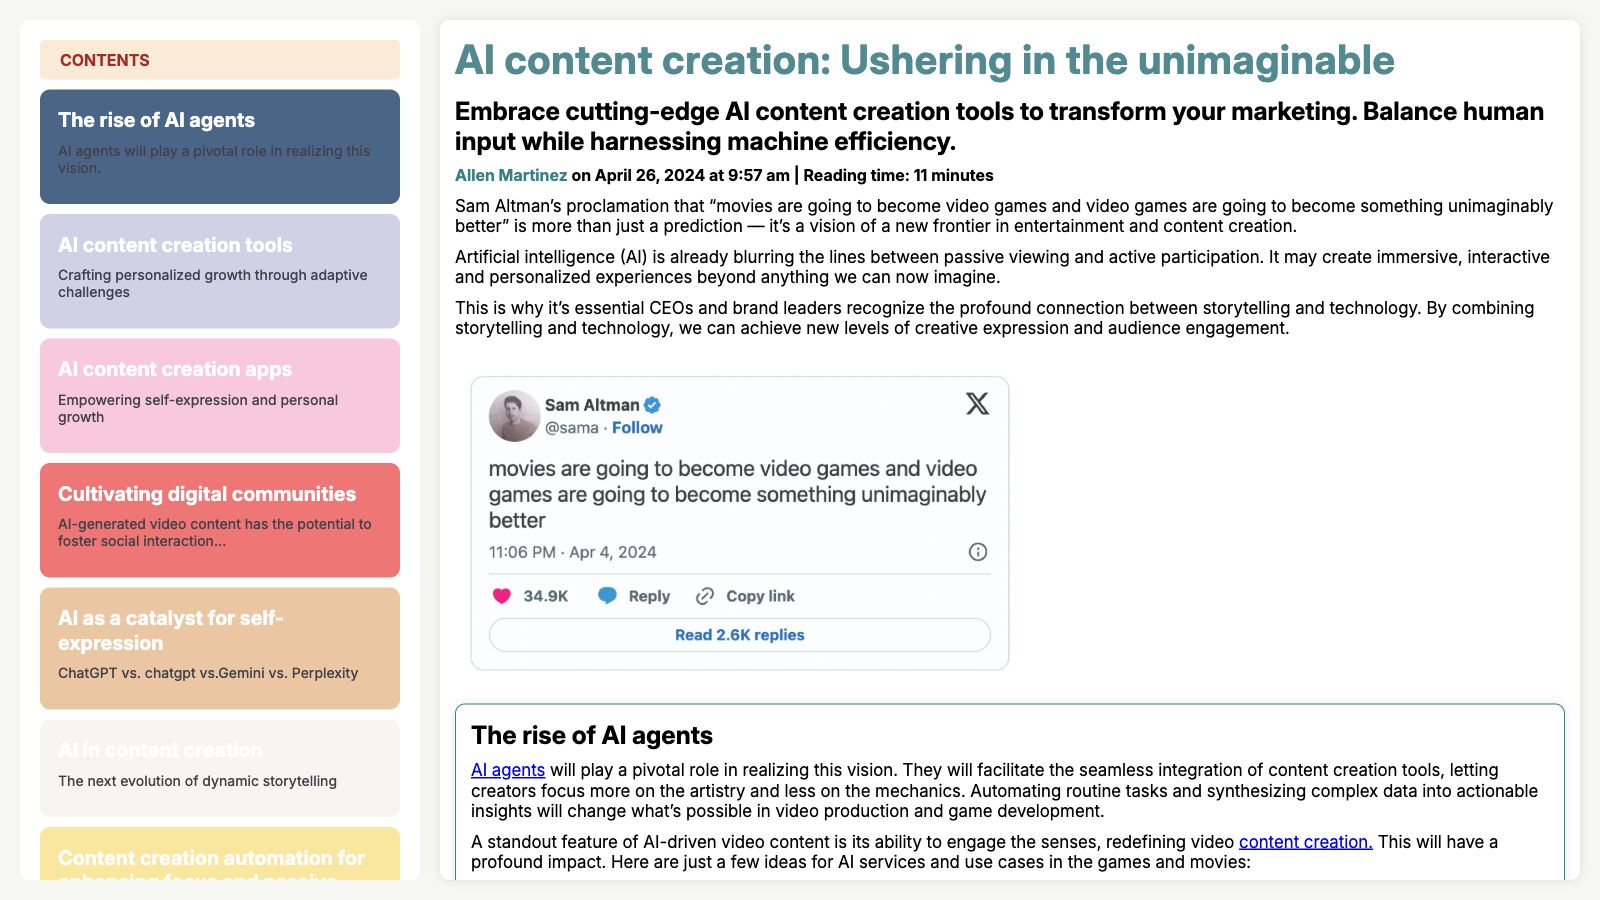 CONTENTS
The rise of AI agents
AI agents will play a pivotal role in realizing this
vision.
AI content creation tools
Crafting personalized growth through adaptive
challenges
AI content creation apps
Empowering self-expression and personal
growth
Cultivating digital communities
AI-generated video content has the potential to
foster social interaction...
AI as a catalyst for self-
expression
ChatGPT vs. chatgpt vs.Gemini vs. Perplexity
AI in content creation
The next evolution of dynamic storytelling
Content creation automation for
enhancing focus and passive
AI content creation: Ushering in the unimaginable
Embrace cutting-edge AI content creation tools to transform your marketing. Balance human
input while harnessing machine efficiency.
Allen Martinez on April 26, 2024 at 9:57 am | Reading time: 11 minutes
Sam Altman’s proclamation that “movies are going to become video games and video games are going to become something unimaginably
better” is more than just a prediction — it’s a vision of a new frontier in entertainment and content creation.
Artificial intelligence (AI) is already blurring the lines between passive viewing and active participation. It may create immersive, interactive
and personalized experiences beyond anything we can now imagine.
This is why it’s essential CEOs and brand leaders recognize the profound connection between storytelling and technology. By combining
storytelling and technology, we can achieve new levels of creative expression and audience engagement.
Sam Altman
@sama · Follow
movies are going to become video games and video
games are going to become something unimaginably
better
11:06 PM · Apr 4, 2024
34.9K Reply Copy link
Read 2.6K replies
The rise of AI agents
AI agents will play a pivotal role in realizing this vision. They will facilitate the seamless integration of content creation tools, letting
creators focus more on the artistry and less on the mechanics. Automating routine tasks and synthesizing complex data into actionable
insights will change what’s possible in video production and game development.
A standout feature of AI-driven video content is its ability to engage the senses, redefining video content creation. This will have a
profound impact. Here are just a few ideas for AI services and use cases in the games and movies: